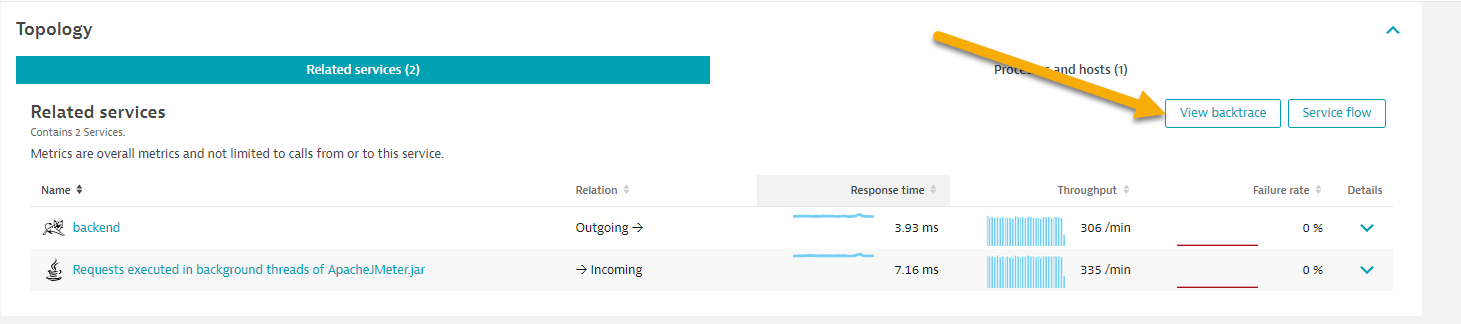 Topology
Related services (2)
Processes and hosts (1)
Related services
View backtrace
Service flow
Contains 2 Services.
Metrics are overall metrics and not limited to calls from or to this service.
Name Relation Response time Throughput Failure rate Details
backend Outgoing → 3.93 ms 306 /min 0 %
Requests executed in background threads of ApacheJMeter.jar → Incoming 7.16 ms 335 /min 0 %